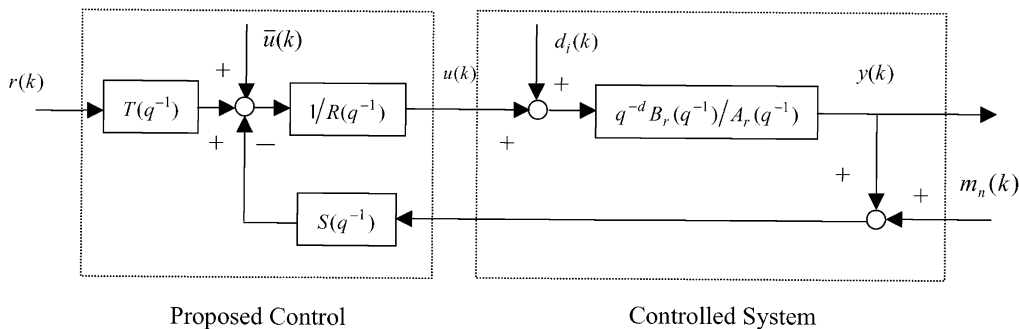 ū(k)
d_i(k)
r(k)
u(k)
y(k)
+
+
T(q⁻¹)
1/R(q⁻¹)
q^{-d} B_r(q⁻¹)/A_r(q⁻¹)
+
−
+
+
+
m_n(k)
S(q⁻¹)
Proposed Control
Controlled System